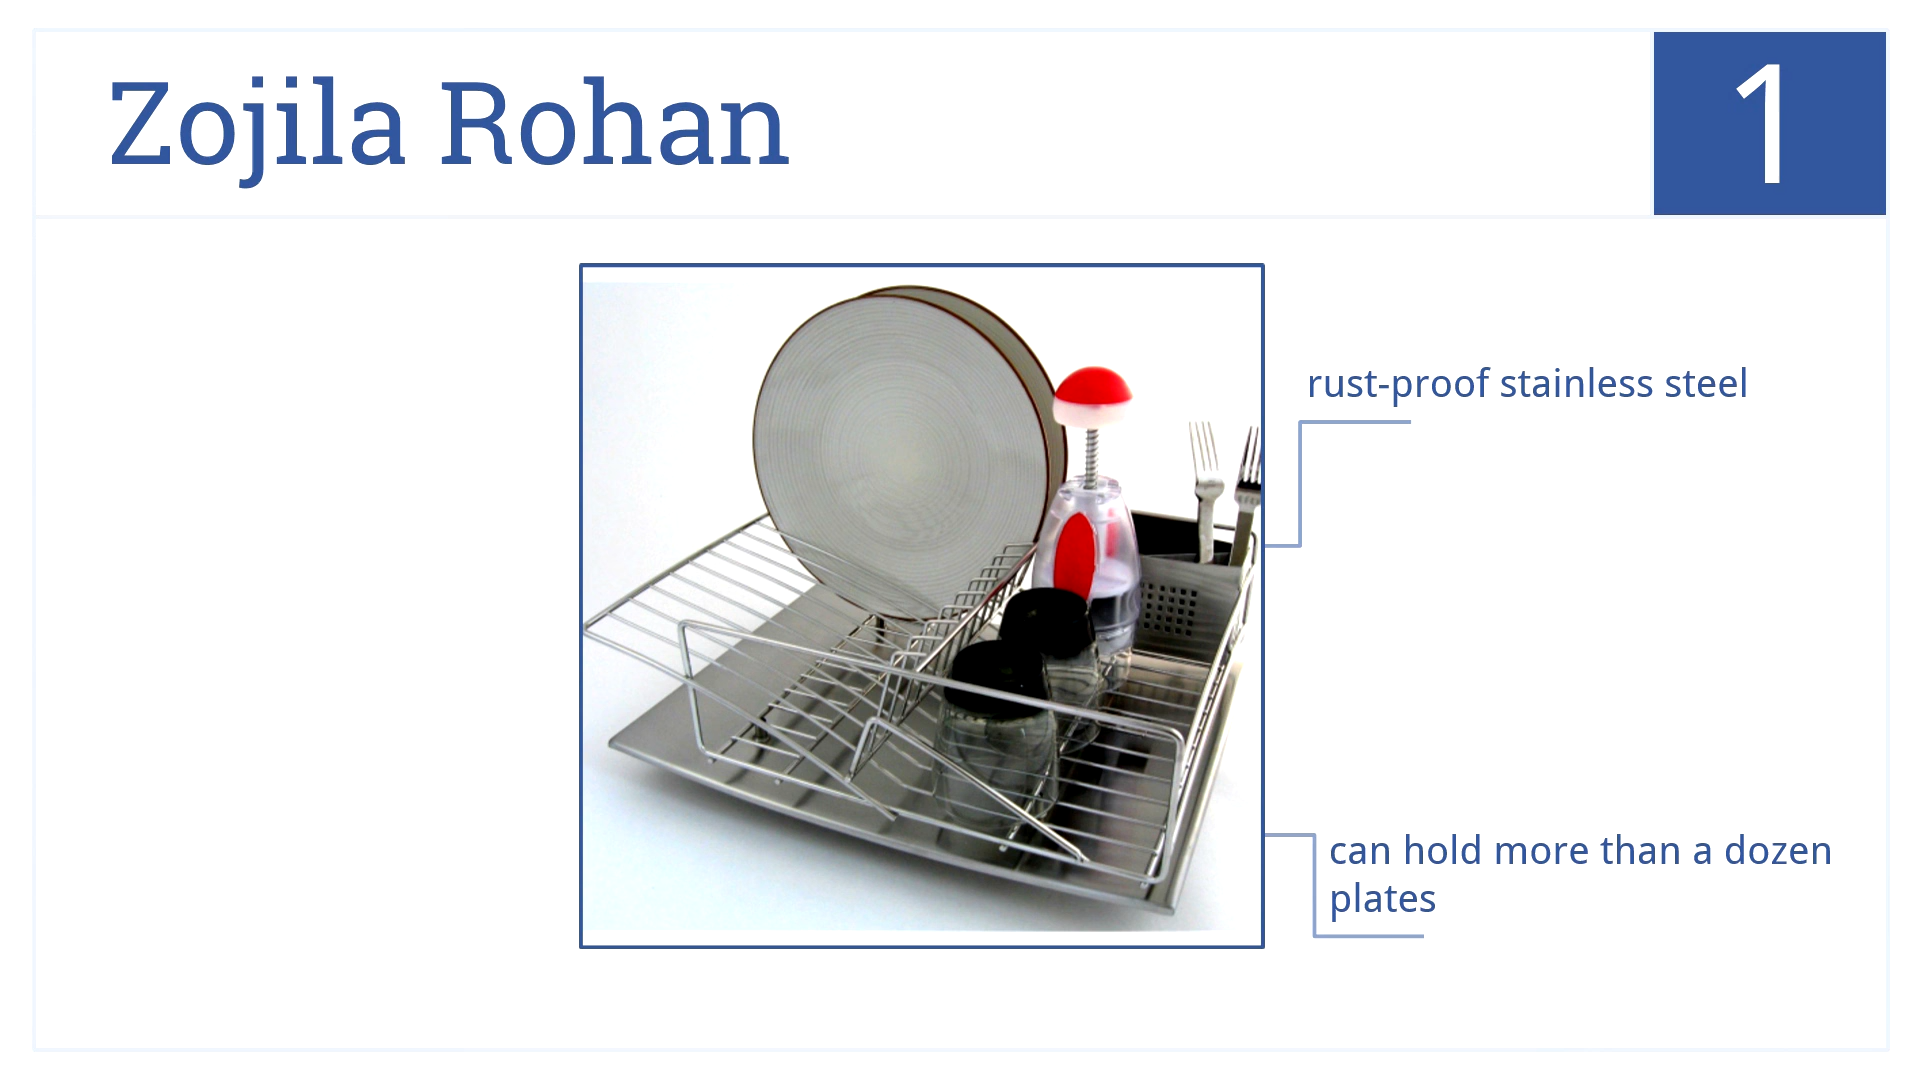 Zojila Rohan
1
rust-proof stainless steel
can hold more than a dozen
plates